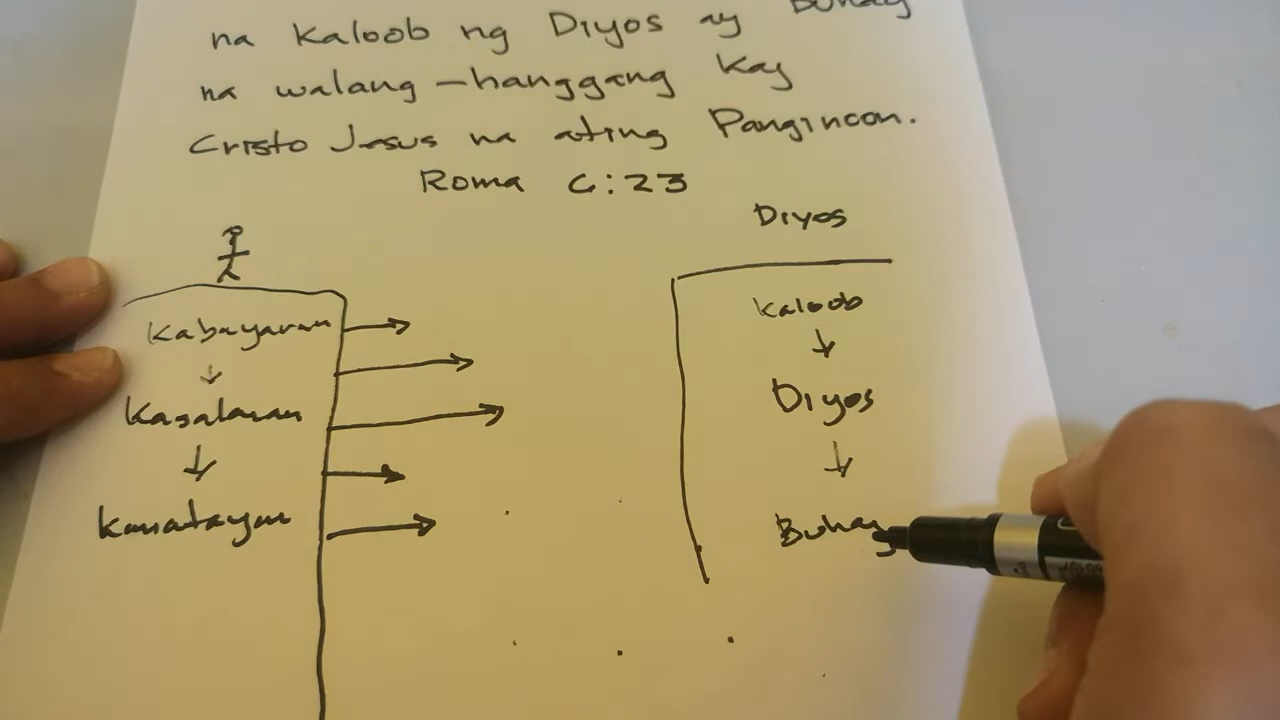 na kaloob ng Diyos ay Buhay
na walang-hanggang kay
Cristo Jesus na ating Panginoon.
Roma 6:23
Diyos
Kabayaran
Kasalanan
Kamatayan
Kaloob
Diyos
Buhay